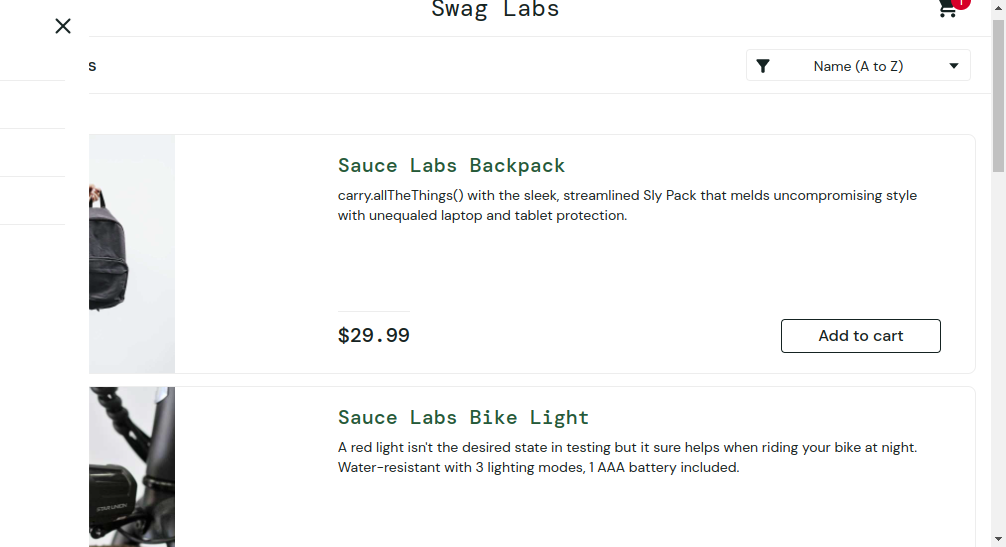 Swag Labs
1
s
Name (A to Z)
Sauce Labs Backpack
carry.allTheThings() with the sleek, streamlined Sly Pack that melds uncompromising style
with unequaled laptop and tablet protection.
$29.99
Add to cart
Sauce Labs Bike Light
A red light isn't the desired state in testing but it sure helps when riding your bike at night.
Water-resistant with 3 lighting modes, 1 AAA battery included.